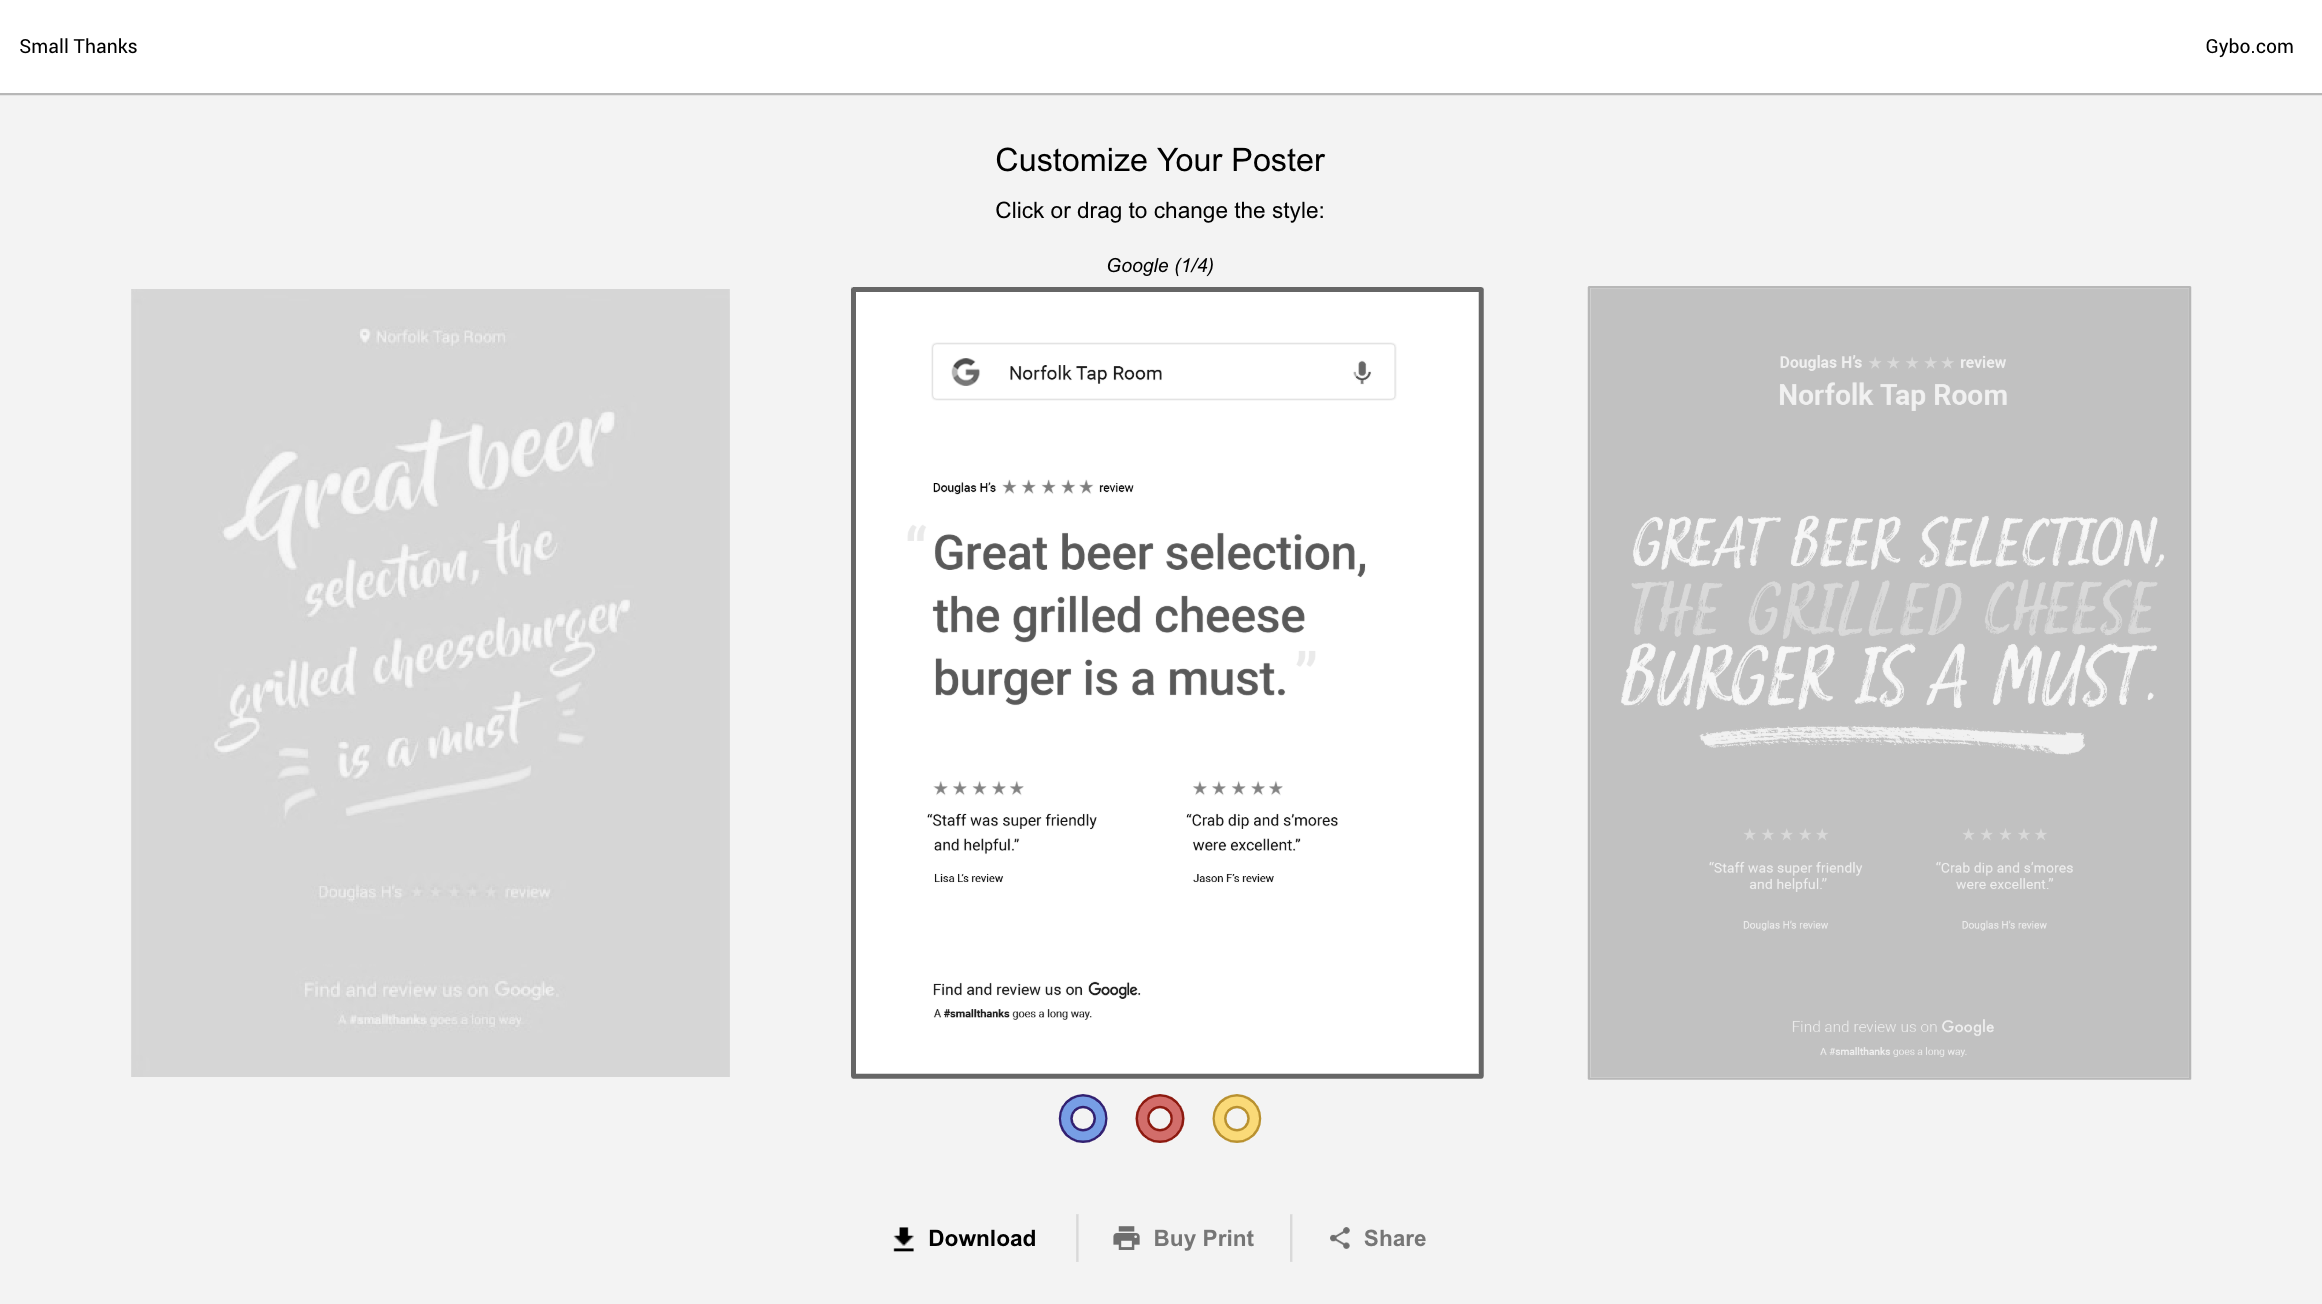 Small Thanks
Gybo.com
Customize Your Poster
Click or drag to change the style:
Google (1/4)
Norfolk Tap Room
Great beer
selection, the
grilled cheeseburger
is a must
Douglas H's ★ ★ ★ ★ ★ review
Find and review us on Google.
A #smallthanks goes a long way.
G Norfolk Tap Room
Douglas H's ★ ★ ★ ★ ★ review
“Great beer selection,
the grilled cheese
burger is a must.”
★ ★ ★ ★ ★
“Staff was super friendly
and helpful.”
Lisa L's review
★ ★ ★ ★ ★
“Crab dip and s'mores
were excellent.”
Jason F's review
Find and review us on Google.
A #smallthanks goes a long way.
Douglas H's ★ ★ ★ ★ ★ review
Norfolk Tap Room
GREAT BEER SELECTION,
THE GRILLED CHEESE
BURGER IS A MUST.
★ ★ ★ ★ ★
“Staff was super friendly
and helpful.”
Douglas H's review
★ ★ ★ ★ ★
“Crab dip and s'mores
were excellent.”
Douglas H's review
Find and review us on Google
A #smallthanks goes a long way.
Download
Buy Print
Share